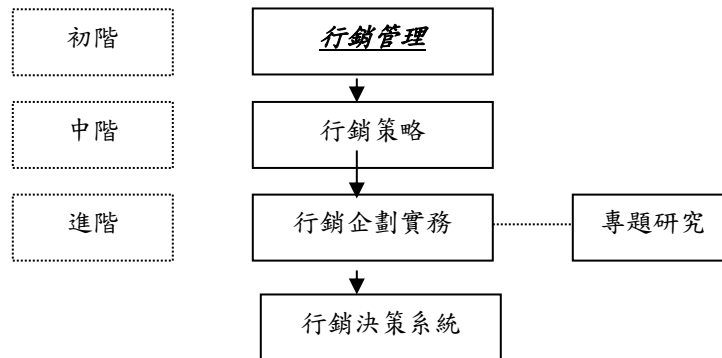 初階
行銷管理
中階
行銷策略
進階
行銷企劃實務
專題研究
行銷決策系統